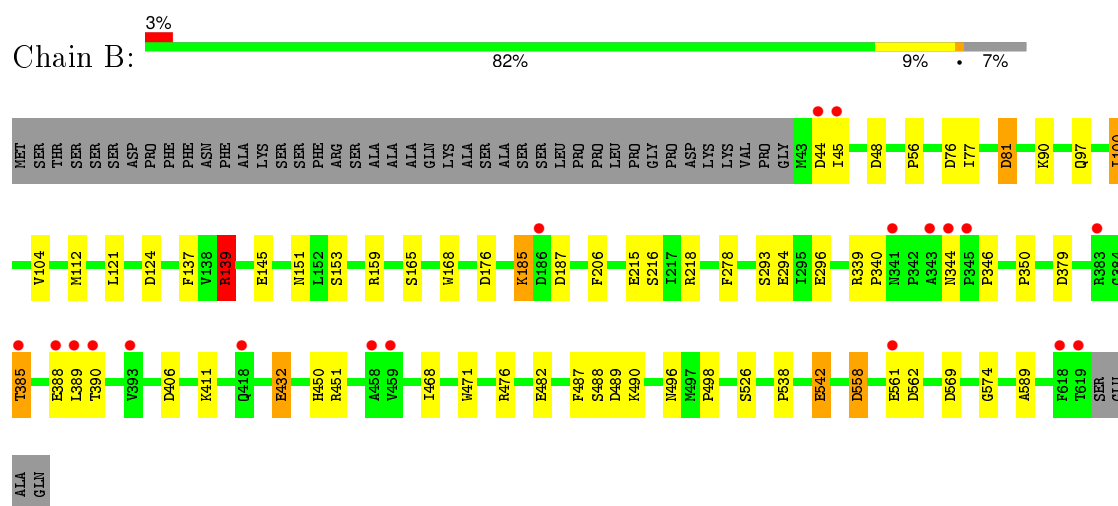 3%
Chain B:
82% 9% • 7%
MET SER THR SER SER SER ASP PRO PHE PHE ASN PHE ALA LYS SER SER PHE ARG SER ALA ALA ALA GLN LYS ALA SER ALA SER SER LEU PRO PRO LEU PRO GLY PRO ASP LYS LYS VAL PRO GLY M43 D44 I45 D48 P56 D76 I77 D81 K90 Q97 I100
V104 M112 L121 D124 F137 V138 R139 E145 N151 L152 S153 R159 S165 W168 D176 K185 D186 D187 F206 E215 S216 I217 R218 F278 S293 E294 I295 E296 R339 P340 N341 P342 A343 N344 P345 P346 P350 D379 R383 G384
T385 E388 L389 T390 V393 D406 K411 Q418 E432 H450 R451 A458 V459 I468 W471 R476 E482 F487 S488 D489 K490 N496 M497 P498 S526 P538 E542 D558 E561 D562 D569 G574 A589 F618 T619 SER GLU
ALA GLN